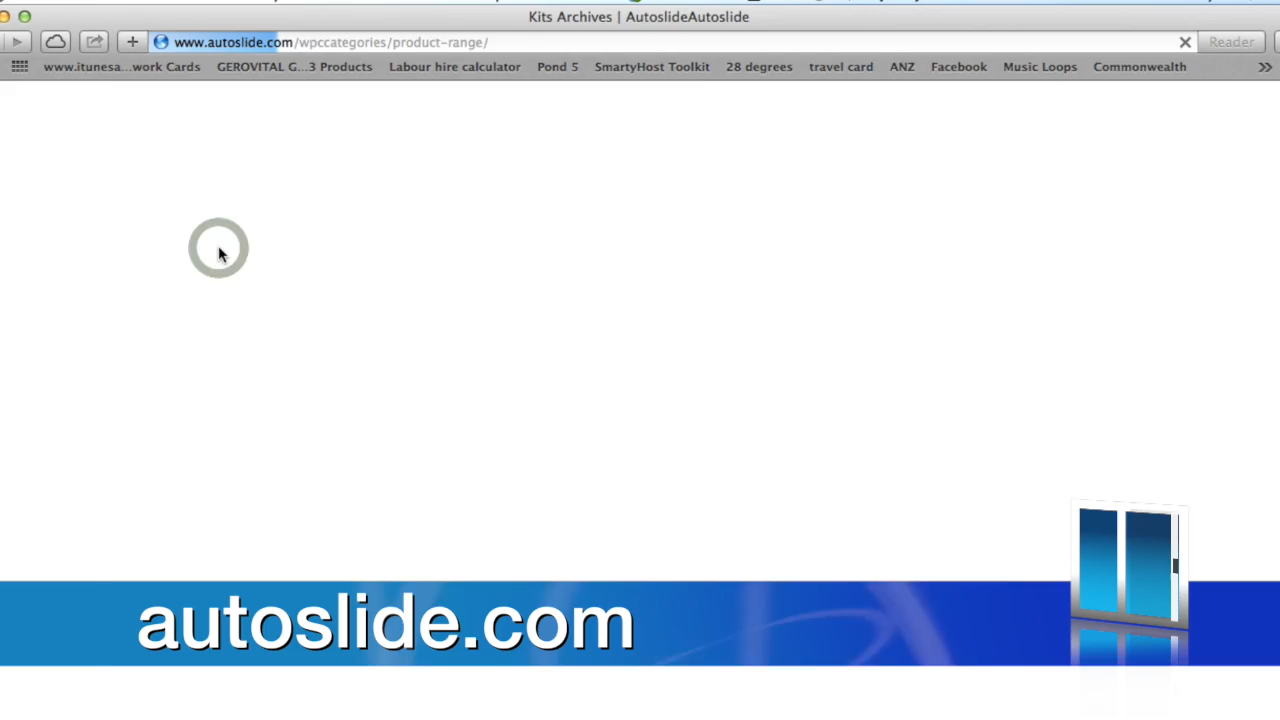 Kits Archives | AutoslideAutoslide
www.autoslide.com/wpccategories/product-range/
Reader
www.itunesa...work Cards GEROVITAL G...3 Products Labour hire calculator Pond 5 SmartyHost Toolkit 28 degrees travel card ANZ Facebook Music Loops Commonwealth
autoslide.com